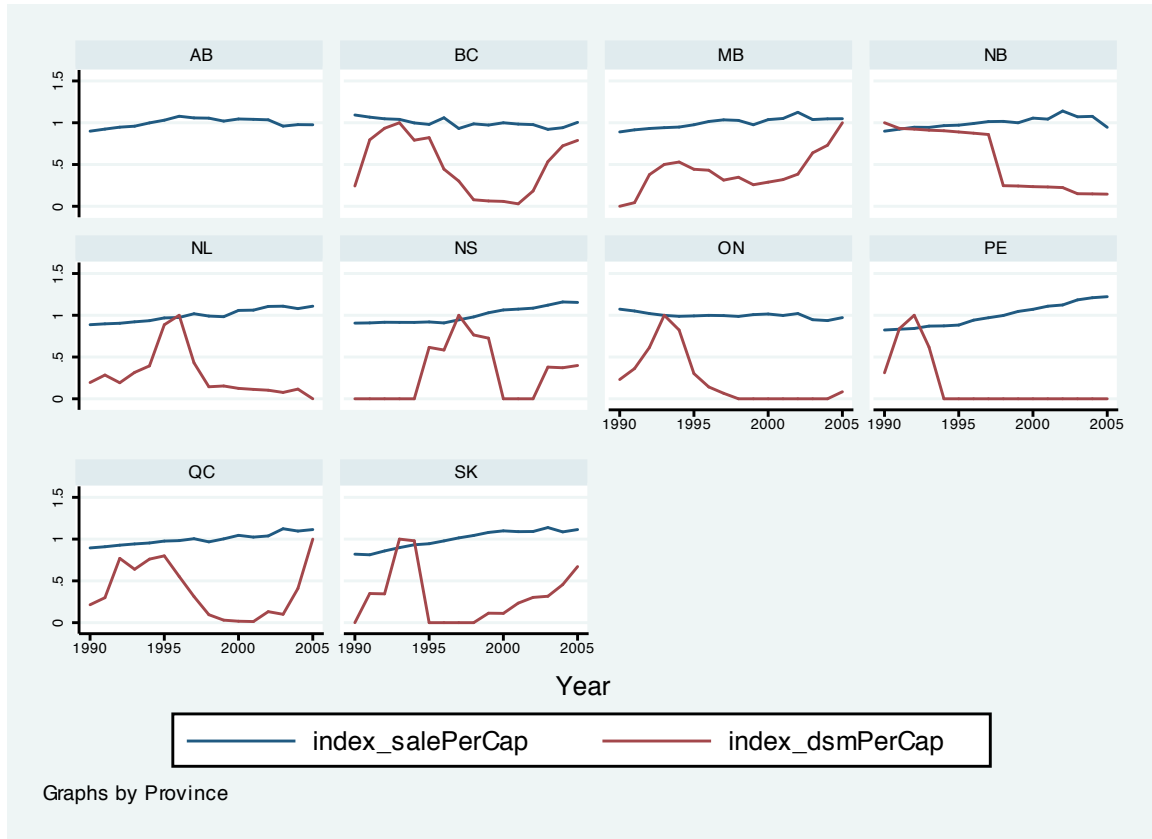 AB BC MB NB
1.5
1
.5
0
NL NS ON PE
1.5
1
.5
0
1990 1995 2000 2005 1990 1995 2000 2005
QC SK
1.5
1
.5
0
1990 1995 2000 2005 1990 1995 2000 2005
Year
index_salePerCap index_dsmPerCap
Graphs by Province